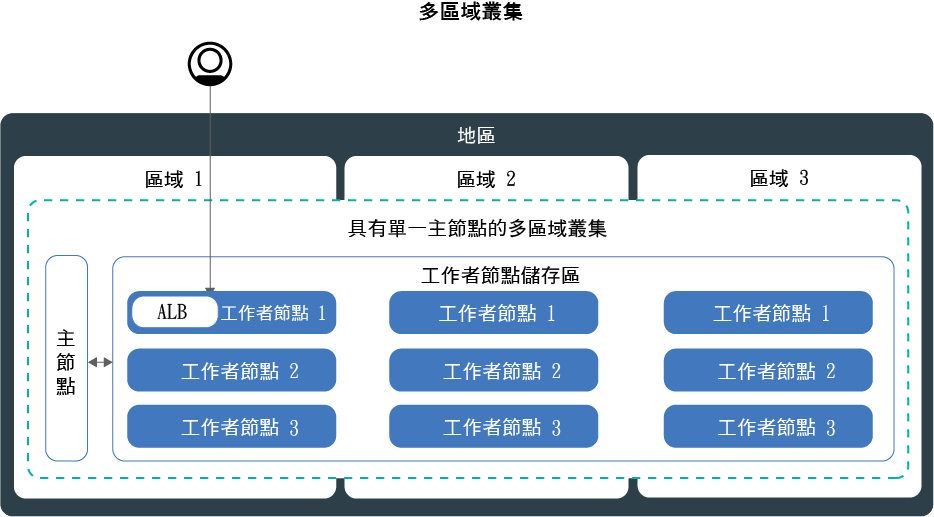 多區域叢集
地區
區域 1
區域 2
區域 3
具有單一主節點的多區域叢集
主節點
工作者節點儲存區
ALB
工作者節點 1
工作者節點 1
工作者節點 1
工作者節點 2
工作者節點 2
工作者節點 2
工作者節點 3
工作者節點 3
工作者節點 3